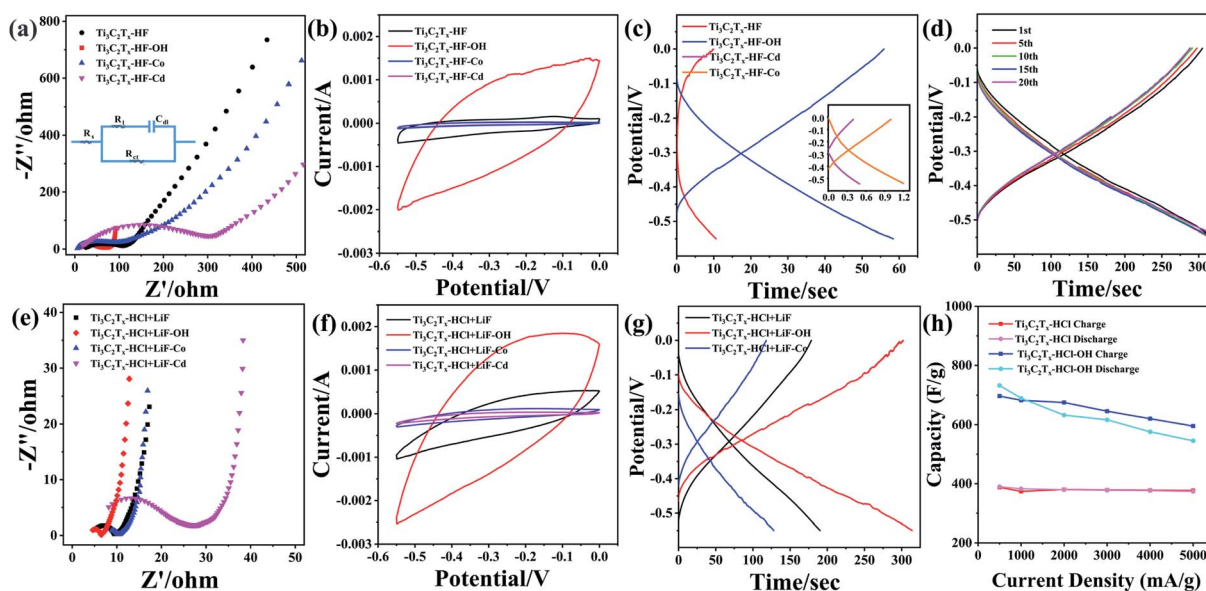 (a)
800
600
400
200
0
-Z''/ohm
Ti₃C₂Tₓ-HF
Ti₃C₂Tₓ-HF-OH
Ti₃C₂Tₓ-HF-Co
Ti₃C₂Tₓ-HF-Cd
Rs
R1
Cdl
Rct
0 100 200 300 400 500
Z'/ohm
(b)
0.002
0.001
0.000
-0.001
-0.002
-0.003
Current/A
Ti₃C₂Tₓ-HF
Ti₃C₂Tₓ-HF-OH
Ti₃C₂Tₓ-HF-Co
Ti₃C₂Tₓ-HF-Cd
-0.6 -0.5 -0.4 -0.3 -0.2 -0.1 0.0
Potential/V
(c)
0.0
-0.1
-0.2
-0.3
-0.4
-0.5
Potential/V
Ti₃C₂Tₓ-HF
Ti₃C₂Tₓ-HF-OH
Ti₃C₂Tₓ-HF-Cd
Ti₃C₂Tₓ-HF-Co
0.0
-0.1
-0.2
-0.3
-0.4
-0.5
0.0 0.3 0.6 0.9 1.2
0 10 20 30 40 50 60
Time/sec
(d)
0.0
-0.1
-0.2
-0.3
-0.4
-0.5
Potential/V
1st
5th
10th
15th
20th
0 50 100 150 200 250 300
Time/sec
(e)
40
30
20
10
0
-Z''/ohm
Ti₃C₂Tₓ-HCl+LiF
Ti₃C₂Tₓ-HCl+LiF-OH
Ti₃C₂Tₓ-HCl+LiF-Co
Ti₃C₂Tₓ-HCl+LiF-Cd
0 10 20 30 40 50
Z'/ohm
(f)
0.002
0.001
0.000
-0.001
-0.002
-0.003
Current/A
Ti₃C₂Tₓ-HCl+LiF
Ti₃C₂Tₓ-HCl+LiF-OH
Ti₃C₂Tₓ-HCl+LiF-Co
Ti₃C₂Tₓ-HCl+LiF-Cd
-0.6 -0.5 -0.4 -0.3 -0.2 -0.1 0.0
Potential/V
(g)
0.0
-0.1
-0.2
-0.3
-0.4
-0.5
Potential/V
Ti₃C₂Tₓ-HCl+LiF
Ti₃C₂Tₓ-HCl+LiF-OH
Ti₃C₂Tₓ-HCl+LiF-Co
0 50 100 150 200 250 300
Time/sec
(h)
1000
800
600
400
200
Capacity (F/g)
Ti₃C₂Tₓ-HCl Charge
Ti₃C₂Tₓ-HCl Discharge
Ti₃C₂Tₓ-HCl-OH Charge
Ti₃C₂Tₓ-HCl-OH Discharge
0 1000 2000 3000 4000 5000
Current Density (mA/g)